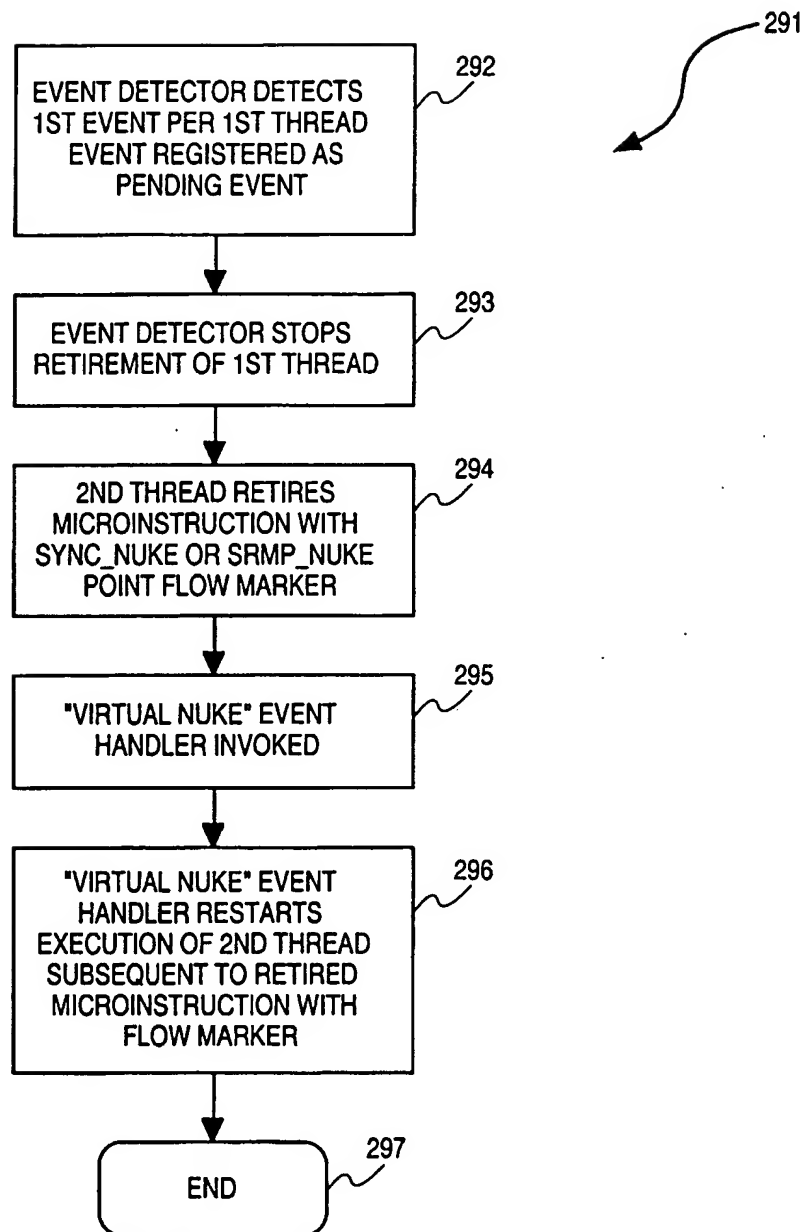 291
292
EVENT DETECTOR DETECTS
1ST EVENT PER 1ST THREAD
EVENT REGISTERED AS
PENDING EVENT
293
EVENT DETECTOR STOPS
RETIREMENT OF 1ST THREAD
294
2ND THREAD RETIRES
MICROINSTRUCTION WITH
SYNC_NUKE OR SRMP_NUKE
POINT FLOW MARKER
295
"VIRTUAL NUKE" EVENT
HANDLER INVOKED
296
"VIRTUAL NUKE" EVENT
HANDLER RESTARTS
EXECUTION OF 2ND THREAD
SUBSEQUENT TO RETIRED
MICROINSTRUCTION WITH
FLOW MARKER
297
END